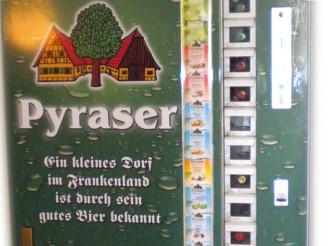 Pyraser
Ein kleines Dorf
im Frankenland
ist durch sein
gutes Bier bekannt